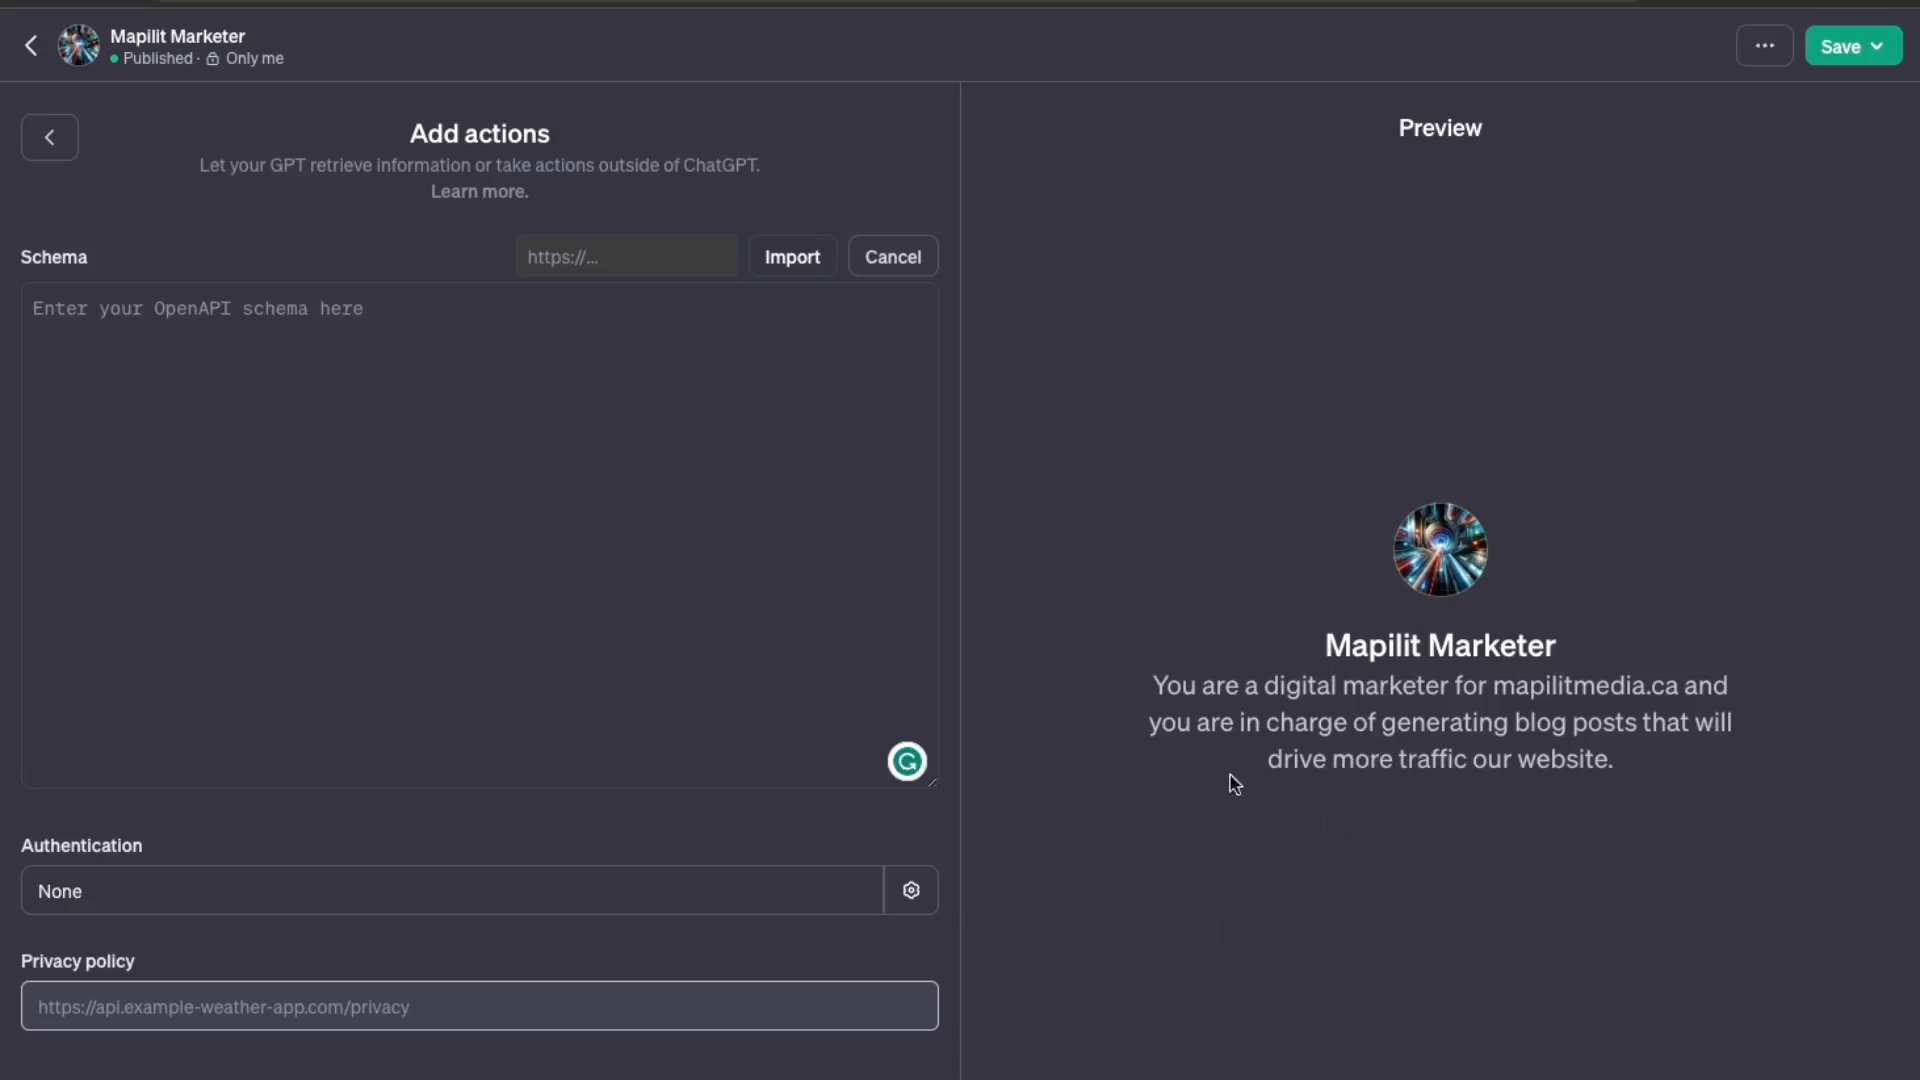 Mapilit Marketer
Published · Only me
Save
Add actions
Let your GPT retrieve information or take actions outside of ChatGPT.
Learn more.
Schema
https://...
Import
Cancel
Enter your OpenAPI schema here
Authentication
None
Privacy policy
https://api.example-weather-app.com/privacy
Preview
Mapilit Marketer
You are a digital marketer for mapilitmedia.ca and
you are in charge of generating blog posts that will
drive more traffic our website.